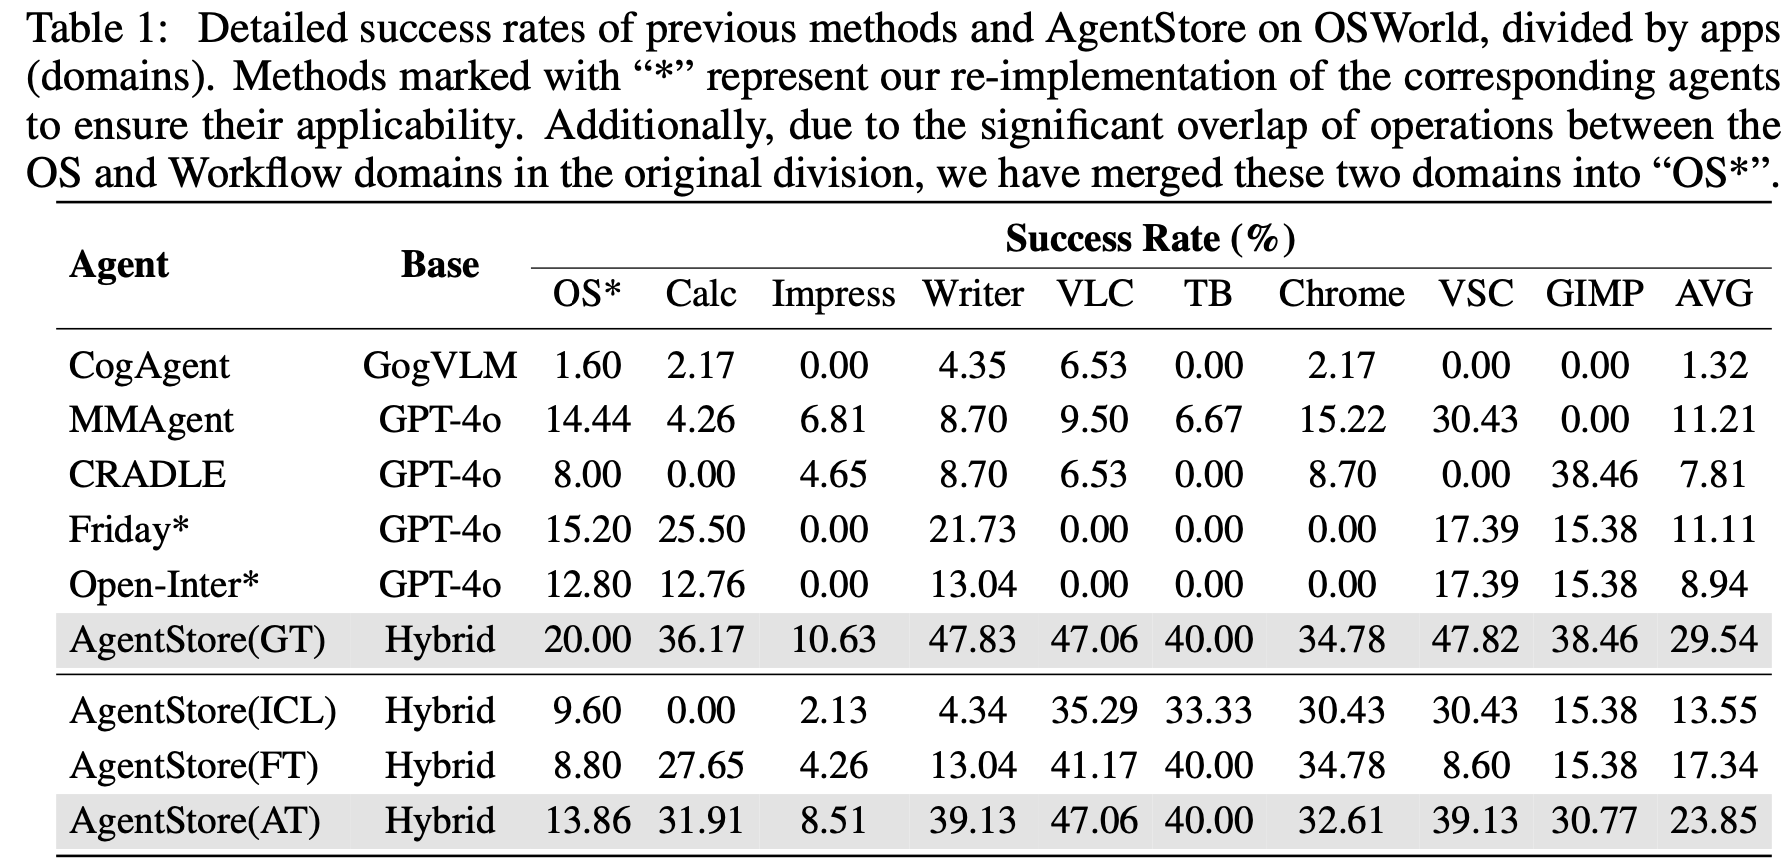 Table 1: Detailed success rates of previous methods and AgentStore on OSWorld, divided by apps
(domains). Methods marked with “*” represent our re-implementation of the corresponding agents
to ensure their applicability. Additionally, due to the significant overlap of operations between the
OS and Workflow domains in the original division, we have merged these two domains into “OS*”.
Agent Base Success Rate (%)
OS* Calc Impress Writer VLC TB Chrome VSC GIMP AVG
CogAgent GogVLM 1.60 2.17 0.00 4.35 6.53 0.00 2.17 0.00 0.00 1.32
MMAgent GPT-4o 14.44 4.26 6.81 8.70 9.50 6.67 15.22 30.43 0.00 11.21
CRADLE GPT-4o 8.00 0.00 4.65 8.70 6.53 0.00 8.70 0.00 38.46 7.81
Friday* GPT-4o 15.20 25.50 0.00 21.73 0.00 0.00 0.00 17.39 15.38 11.11
Open-Inter* GPT-4o 12.80 12.76 0.00 13.04 0.00 0.00 0.00 17.39 15.38 8.94
AgentStore(GT) Hybrid 20.00 36.17 10.63 47.83 47.06 40.00 34.78 47.82 38.46 29.54
AgentStore(ICL) Hybrid 9.60 0.00 2.13 4.34 35.29 33.33 30.43 30.43 15.38 13.55
AgentStore(FT) Hybrid 8.80 27.65 4.26 13.04 41.17 40.00 34.78 8.60 15.38 17.34
AgentStore(AT) Hybrid 13.86 31.91 8.51 39.13 47.06 40.00 32.61 39.13 30.77 23.85